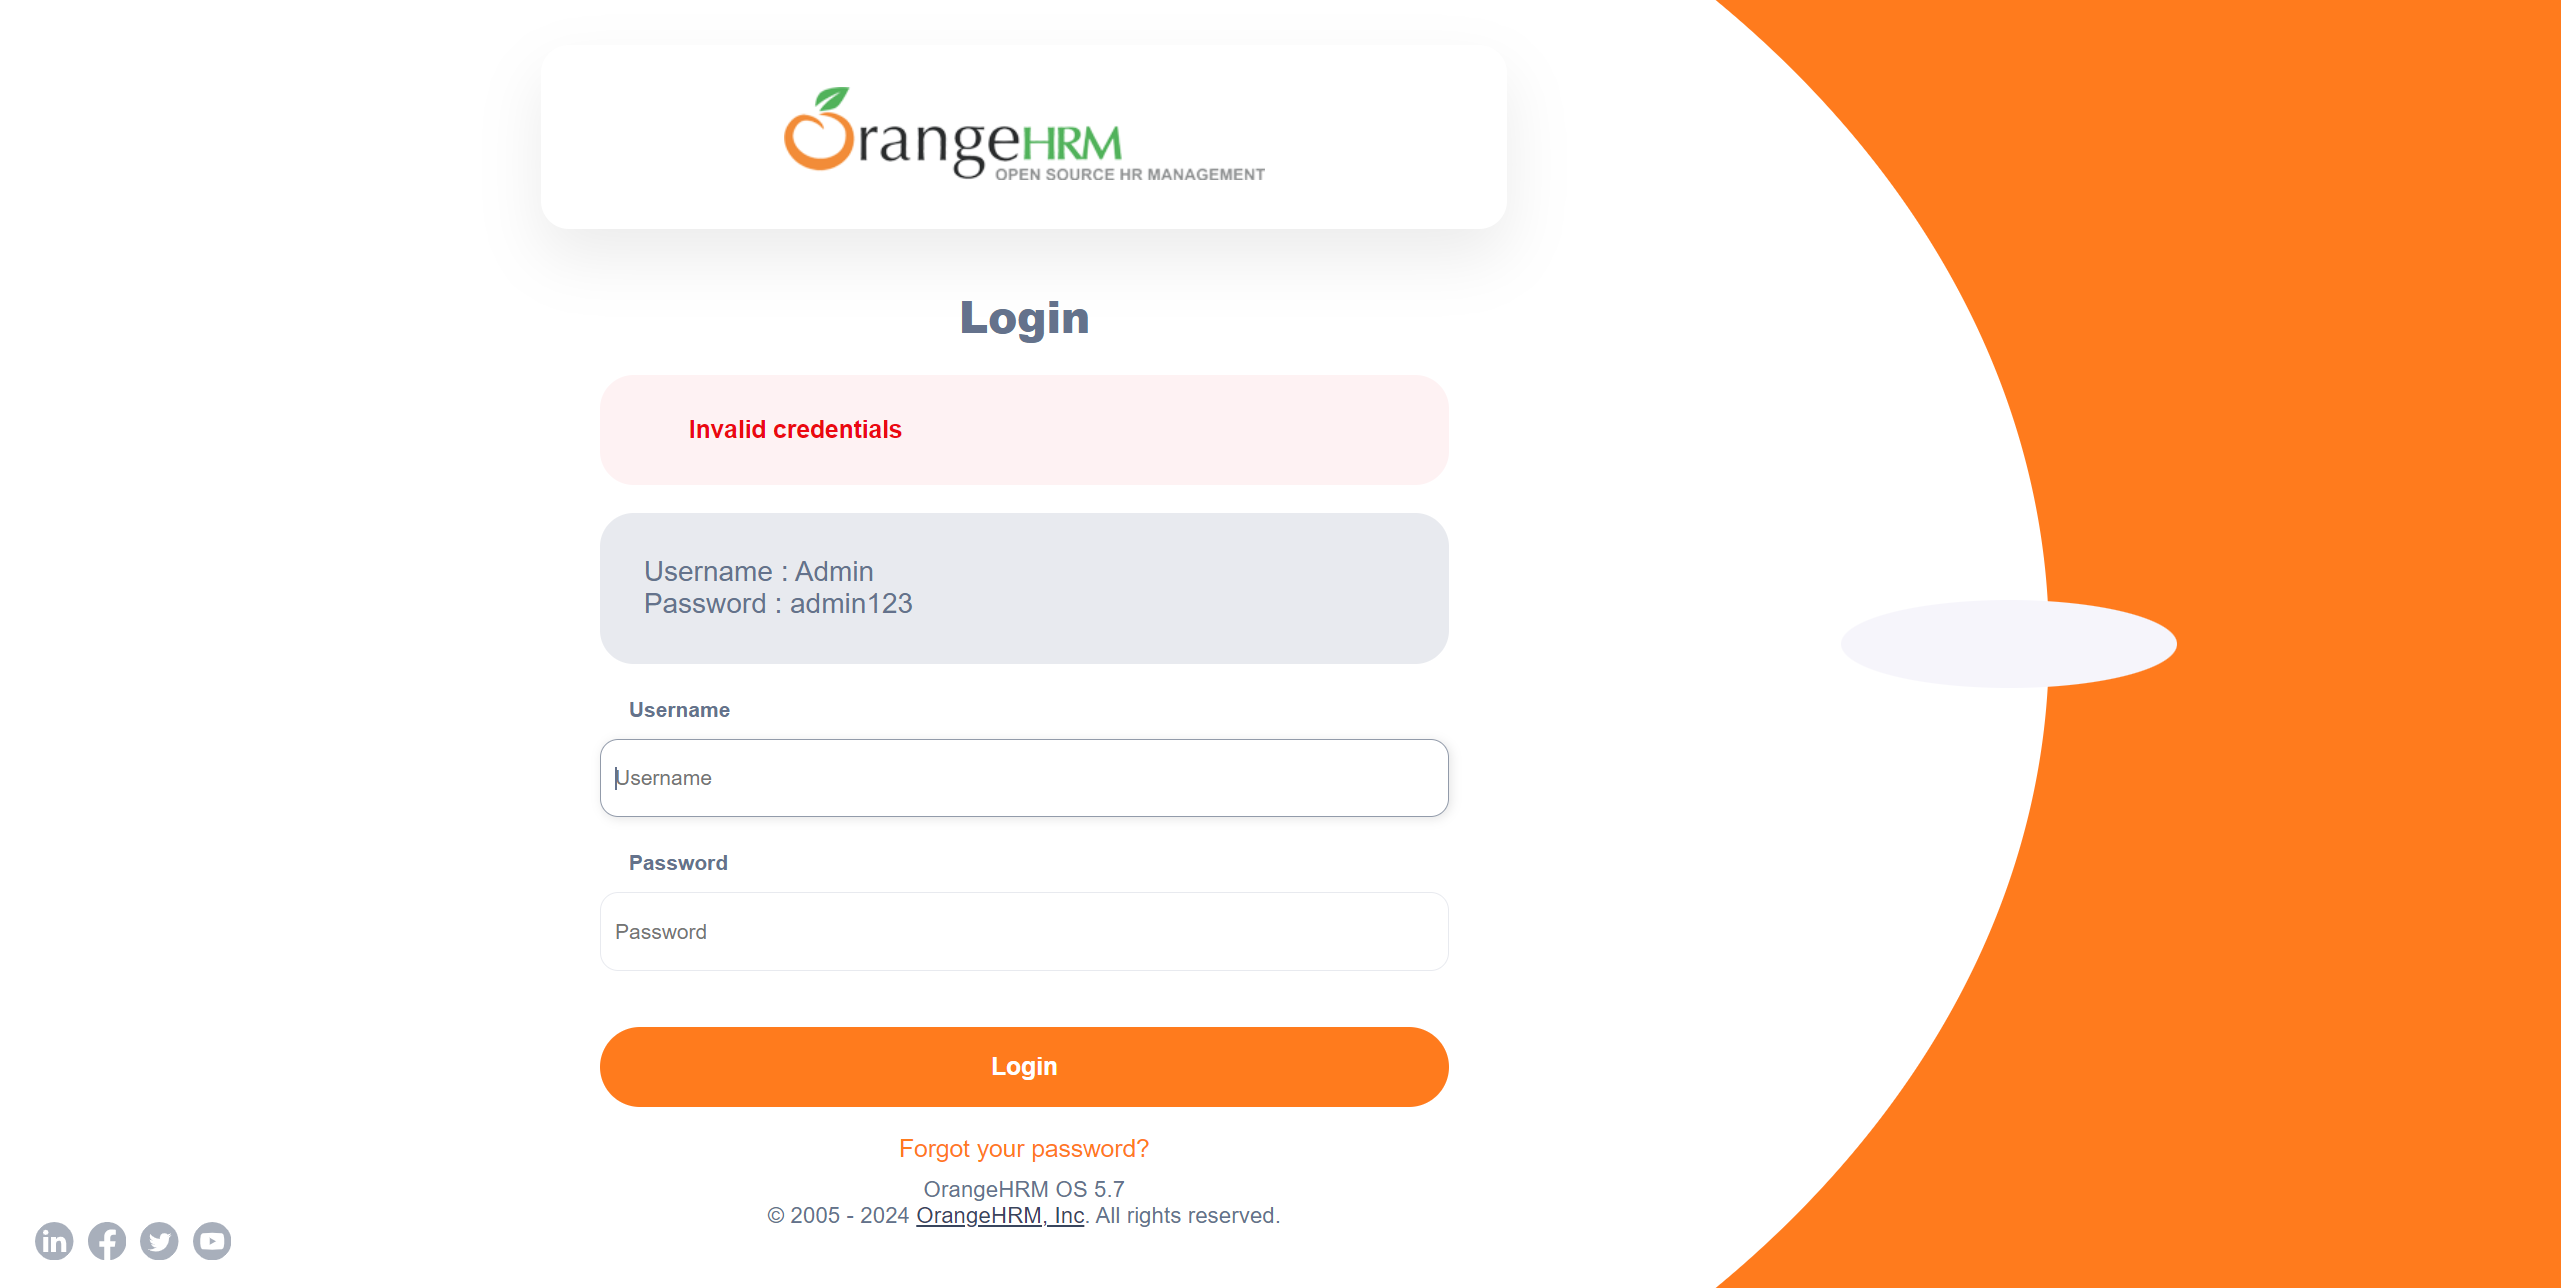 OrangeHRM
OPEN SOURCE HR MANAGEMENT
Login
Invalid credentials
Username : Admin
Password : admin123
Username
Username
Password
Password
Login
Forgot your password?
OrangeHRM OS 5.7
© 2005 - 2024 OrangeHRM, Inc. All rights reserved.
in